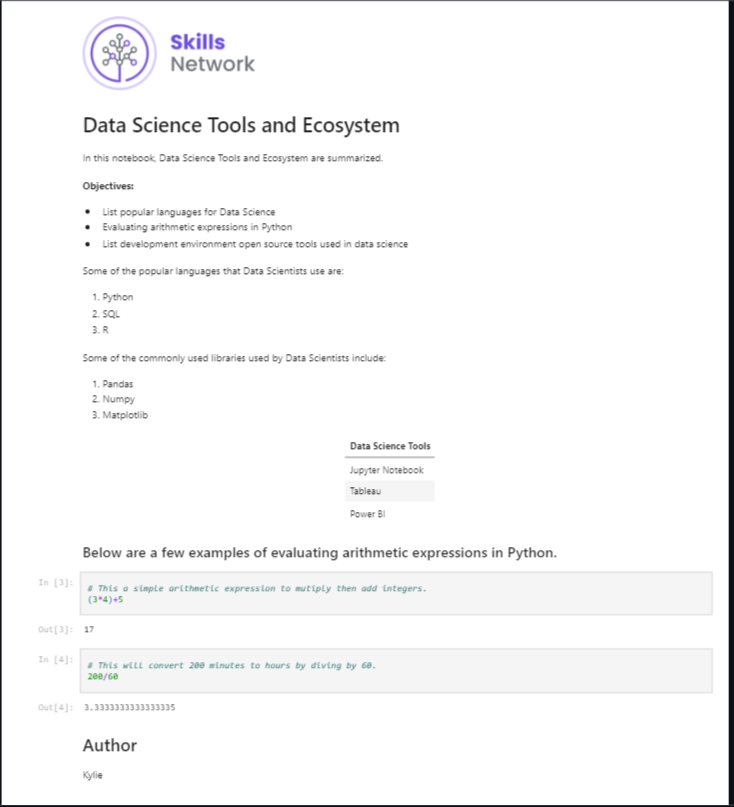 Skills
Network
Data Science Tools and Ecosystem
In this notebook, Data Science Tools and Ecosystem are summarized.
Objectives:
• List popular languages for Data Science
• Evaluating arithmetic expressions in Python
• List development environment open source tools used in data science
Some of the popular languages that Data Scientists use are:
1. Python
2. SQL
3. R
Some of the commonly used libraries used by Data Scientists include:
1. Pandas
2. Numpy
3. Matplotlib
Data Science Tools
Jupyter Notebook
Tableau
Power BI
Below are a few examples of evaluating arithmetic expressions in Python.
In [3]: # This a simple arithmetic expression to mutiply then add integers.
(3*4)+5
Out[3]: 17
In [4]: # This will convert 200 minutes to hours by diving by 60.
200/60
Out[4]: 3.3333333333333335
Author
Kylie